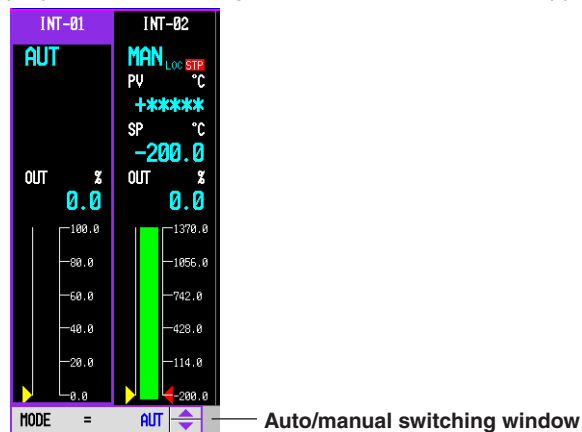 INT-01 INT-02
AUT MAN LOC STP
PV °C
+*****
SP °C
-200.0
OUT % OUT %
0.0 0.0
100.0 1370.0
80.0 1056.0
60.0 742.0
40.0 428.0
20.0 114.0
0.0 -200.0
MODE = AUT Auto/manual switching window